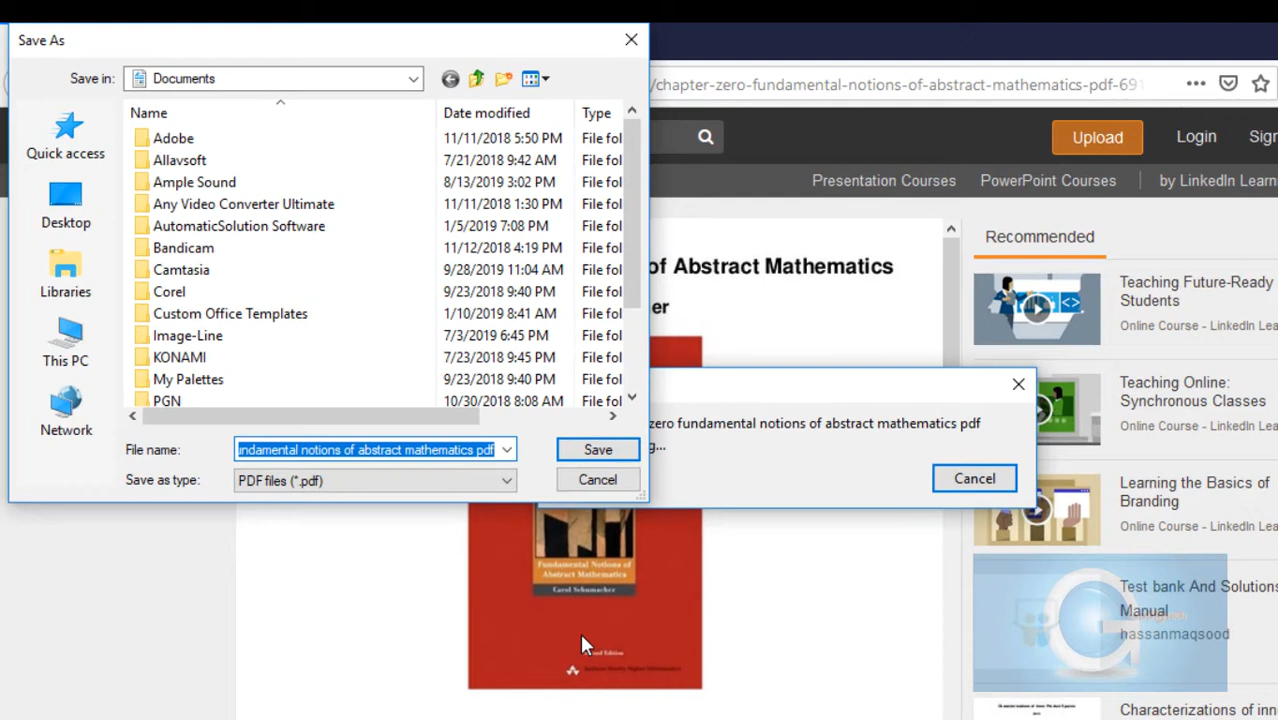 Save As
/chapter-zero-fundamental-notions-of-abstract-mathematics-pdf-691
Save in:
Documents
Upload
Login
Sign
Presentation Courses
PowerPoint Courses
by LinkedIn Learn
Name
Date modified
Type
Adobe
11/11/2018 5:50 PM
File fol
Allavsoft
7/21/2018 9:42 AM
File fol
Ample Sound
8/13/2019 3:02 PM
File fol
Any Video Converter Ultimate
11/11/2018 1:30 PM
File fol
AutomaticSolution Software
1/5/2019 7:08 PM
File fol
Bandicam
11/12/2018 4:19 PM
File fol
Camtasia
9/28/2019 11:04 AM
File fol
Corel
9/23/2018 9:40 PM
File fol
Custom Office Templates
1/10/2019 8:41 AM
File fol
Image-Line
7/3/2019 6:45 PM
File fol
KONAMI
7/23/2018 9:45 PM
File fol
My Palettes
9/23/2018 9:40 PM
File fol
PGN
10/30/2018 8:08 AM
File fol
Quick access
Desktop
Libraries
This PC
Network
File name:
undamental notions of abstract mathematics pdf
Save
Save as type:
PDF files (*.pdf)
Cancel
of Abstract Mathematics
er
zero fundamental notions of abstract mathematics pdf
g...
Cancel
Fundamental Notions of
Abstract Mathematics
Carol Schumacher
Recommended
Teaching Future-Ready
Students
Online Course - LinkedIn Lea
Teaching Online:
Synchronous Classes
Online Course - LinkedIn Lea
Learning the Basics of
Branding
Online Course - LinkedIn Lea
Test bank And Solutions
Manual
hassanmaqsood
Characterizations of inn